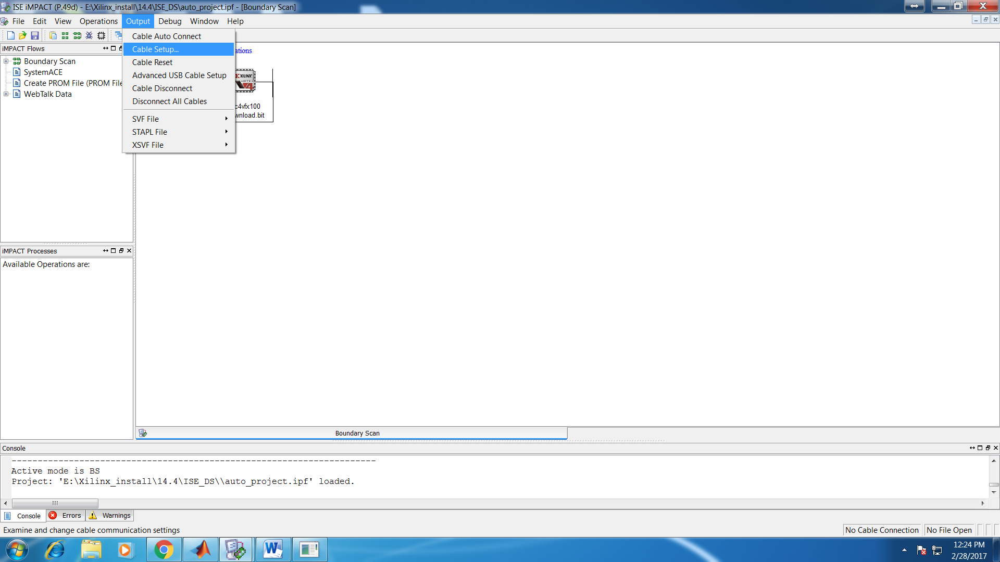 ISE iMPACT (P.49d) - E:\Xilinx_install\14.4\ISE_DS\auto_project.ipf - [Boundary Scan]
File Edit View Operations Output Debug Window Help
iMPACT Flows
Boundary Scan
SystemACE
Create PROM File (PROM File
WebTalk Data
Cable Auto Connect
Cable Setup...
Cable Reset
Advanced USB Cable Setup
Cable Disconnect
Disconnect All Cables
SVF File
STAPL File
XSVF File
ations
XILINX
VIRTEX
4
c4vfx100
wnload.bit
iMPACT Processes
Available Operations are:
Boundary Scan
Console
----------------------------------------------------------------------
Active mode is BS
Project: 'E:\Xilinx_install\14.4\ISE_DS\\auto_project.ipf' loaded.
Console Errors Warnings
Examine and change cable communication settings
No Cable Connection No File Open
12:24 PM
2/28/2017